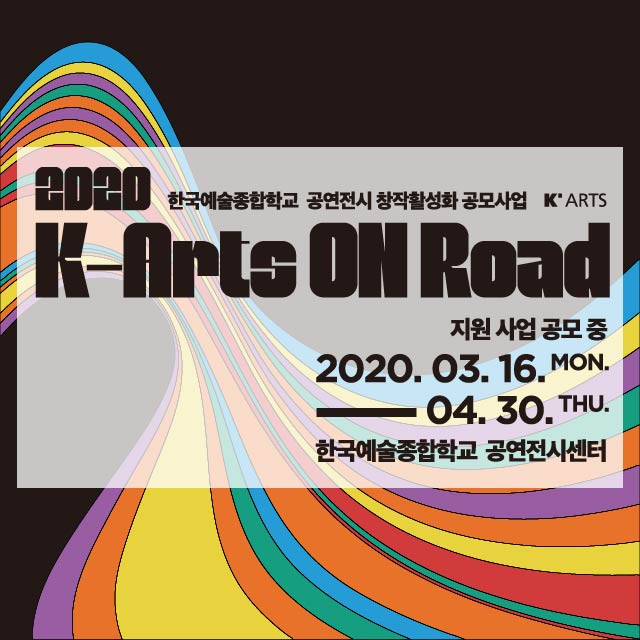 2020 한국예술종합학교 공연전시 창작활성화 공모사업 K' ARTS
K-Arts ON Road
지원 사업 공모 중
2020. 03. 16. MON.
04. 30. THU.
한국예술종합학교 공연전시센터